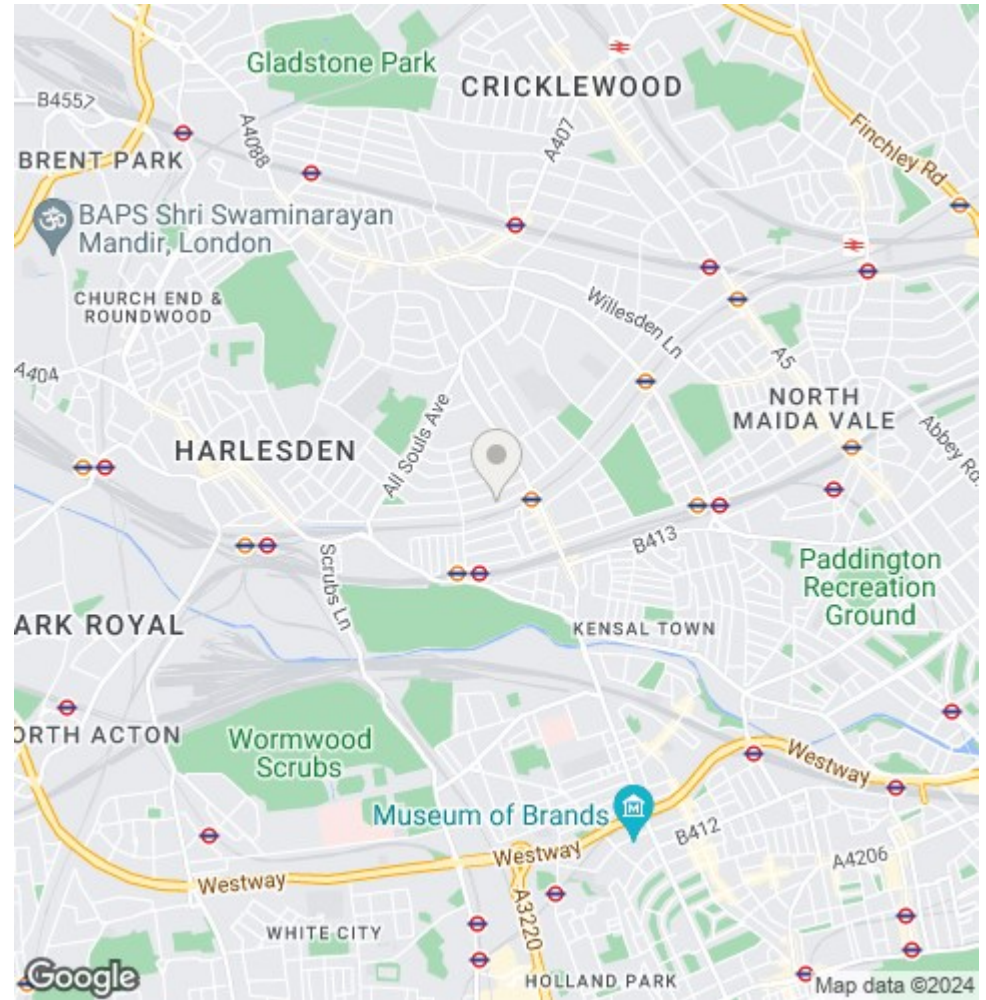 Gladstone Park
CRICKLEWOOD
B455
A4088
A407
Finchley Rd
BRENT PARK
BAPS Shri Swaminarayan
Mandir, London
CHURCH END &
ROUNDWOOD
Willesden Ln
A404
A5
NORTH
MAIDA VALE
All Souls Ave
Abbey Rd
HARLESDEN
B413
Scrubs Ln
Paddington
Recreation
Ground
ARK ROYAL
KENSAL TOWN
ORTH ACTON
Wormwood
Scrubs
Westway
Museum of Brands
B412
Westway
A4206
Westway
A3220
WHITE CITY
HOLLAND PARK
Google
Map data ©2024